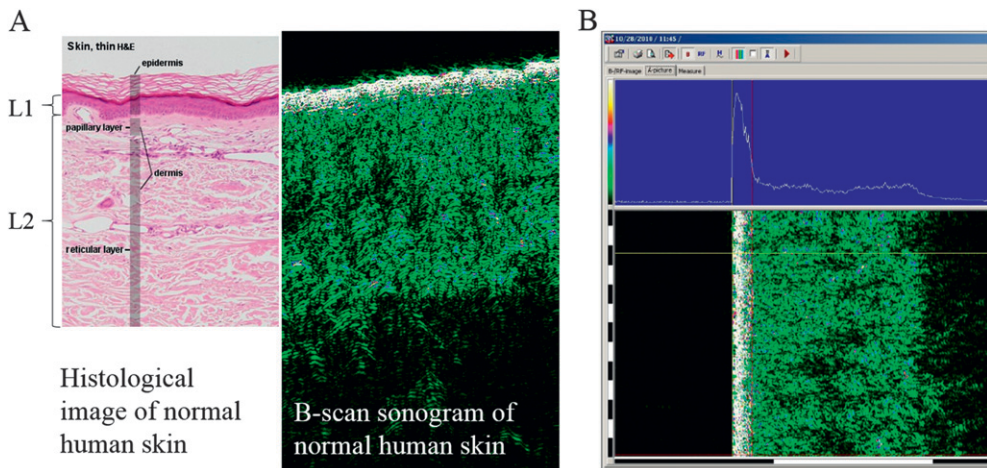 A
B
Skin, thin H&E
epidermis
L1
papillary layer
dermis
L2
reticular layer
Histological
image of normal
human skin
B-scan sonogram of
normal human skin
10/28/2016 / 11:45 /
B-/RF-image A-picture Measure